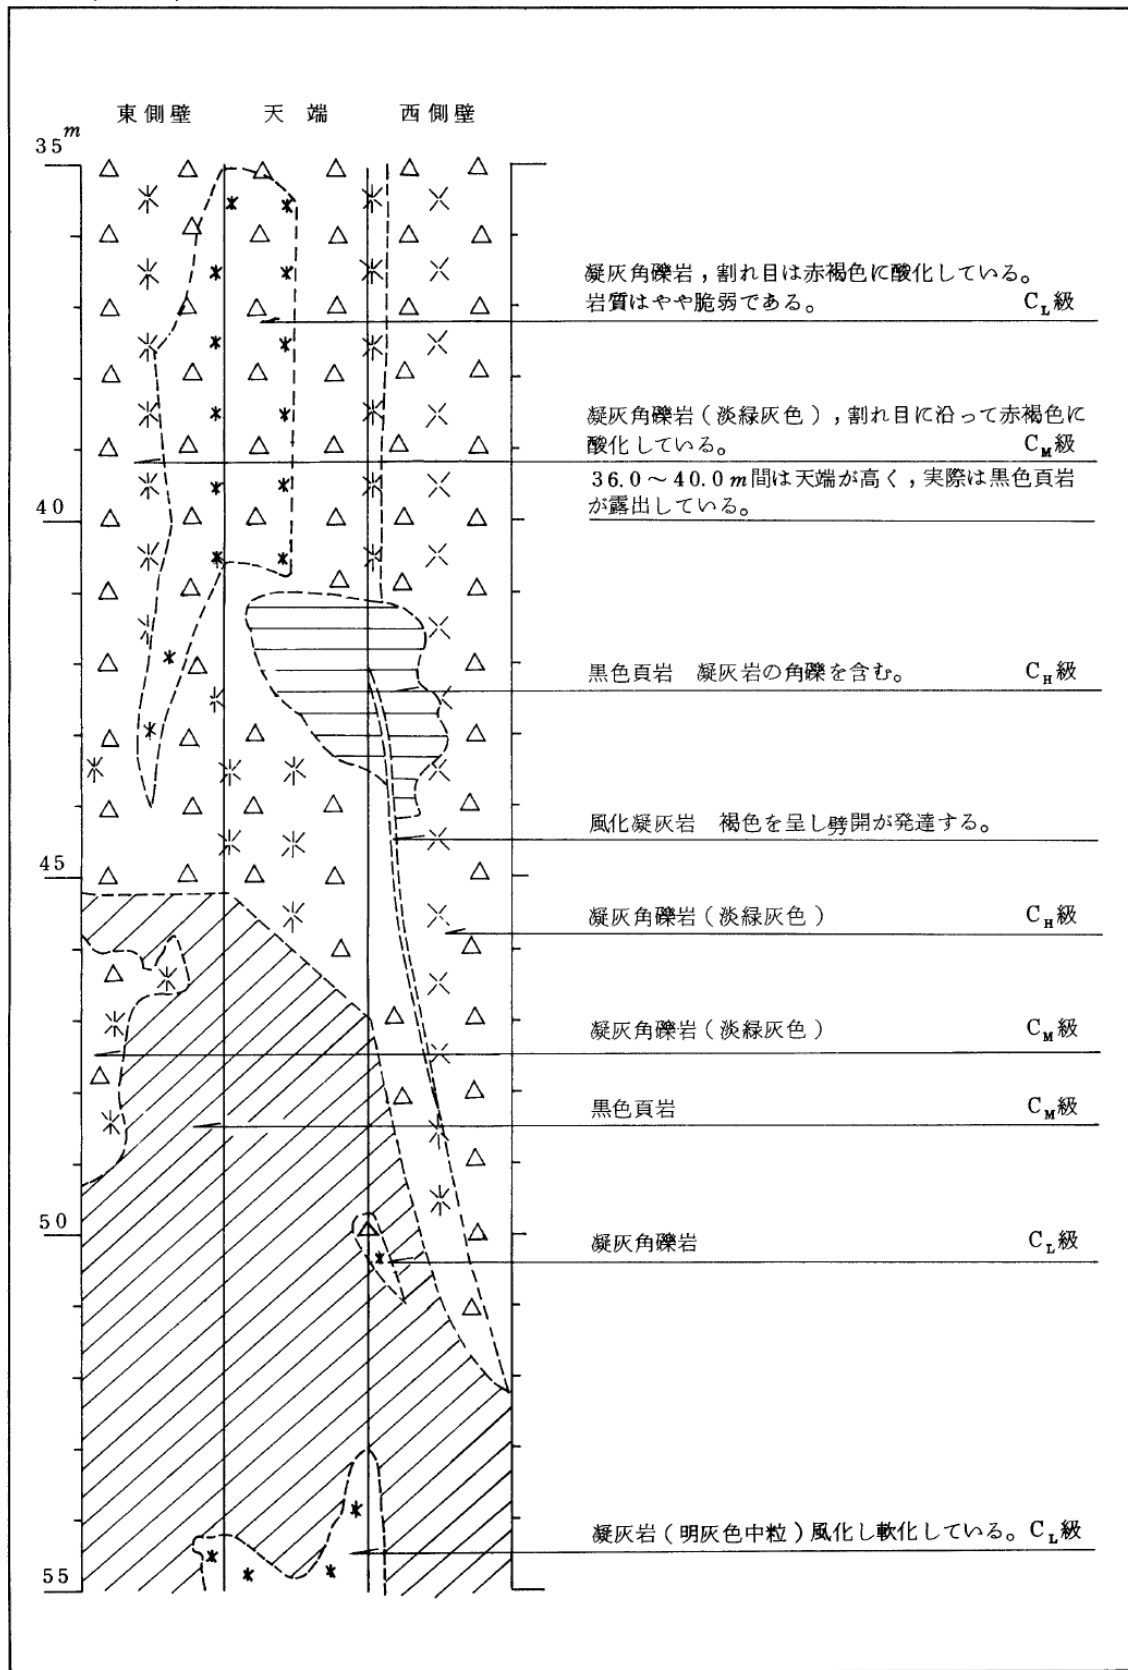 東側壁 天端 西側壁
35m
凝灰角礫岩，割れ目は赤褐色に酸化している。
岩質はやや脆弱である。 CL級
凝灰角礫岩（淡緑灰色），割れ目に沿って赤褐色に
酸化している。 CM級
36.0～40.0m間は天端が高く，実際は黒色頁岩
が露出している。
40
黒色頁岩 凝灰岩の角礫を含む。 CH級
風化凝灰岩 褐色を呈し劈開が発達する。
45
凝灰角礫岩（淡緑灰色） CH級
凝灰角礫岩（淡緑灰色） CM級
黒色頁岩 CM級
50
凝灰角礫岩 CL級
凝灰岩（明灰色中粒）風化し軟化している。CL級
55